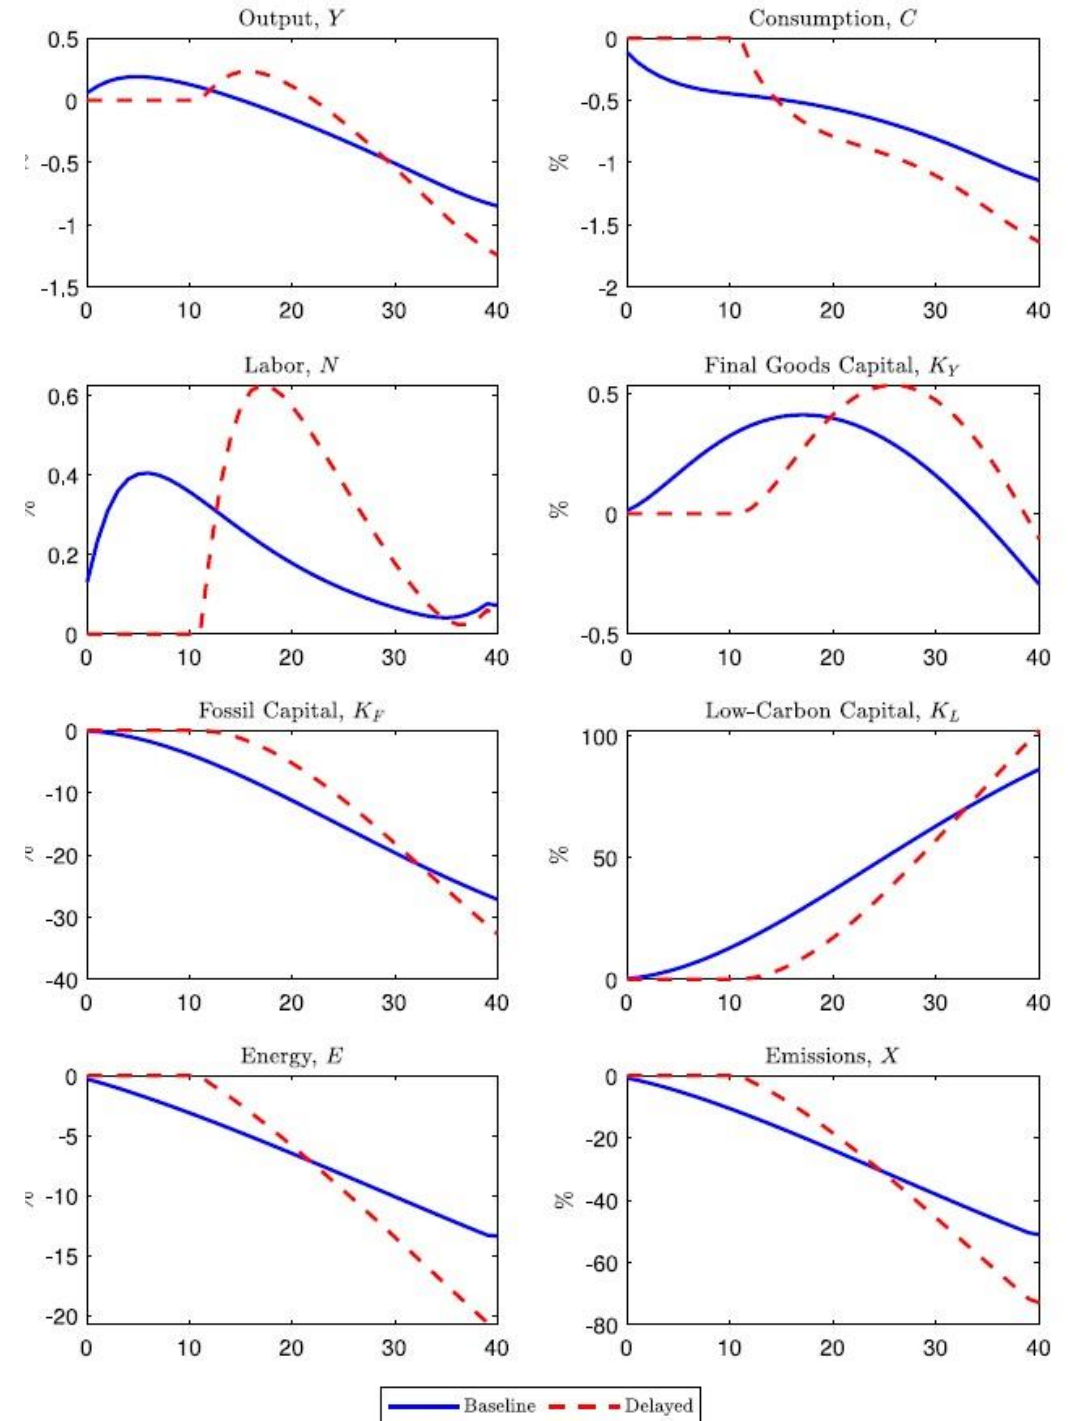 Output, Y
0.5
0
-0.5
-1
-1.5
0 10 20 30 40
Consumption, C
0
-0.5
-1
-1.5
-2
%
0 10 20 30 40
Labor, N
0.6
0.4
0.2
0
%
0 10 20 30 40
Final Goods Capital, K_Y
0.5
0
-0.5
%
0 10 20 30 40
Fossil Capital, K_F
0
-10
-20
-30
-40
0 10 20 30 40
Low-Carbon Capital, K_L
100
50
0
%
0 10 20 30 40
Energy, E
0
-5
-10
-15
-20
%
0 10 20 30 40
Emissions, X
0
-20
-40
-60
-80
%
0 10 20 30 40
Baseline Delayed